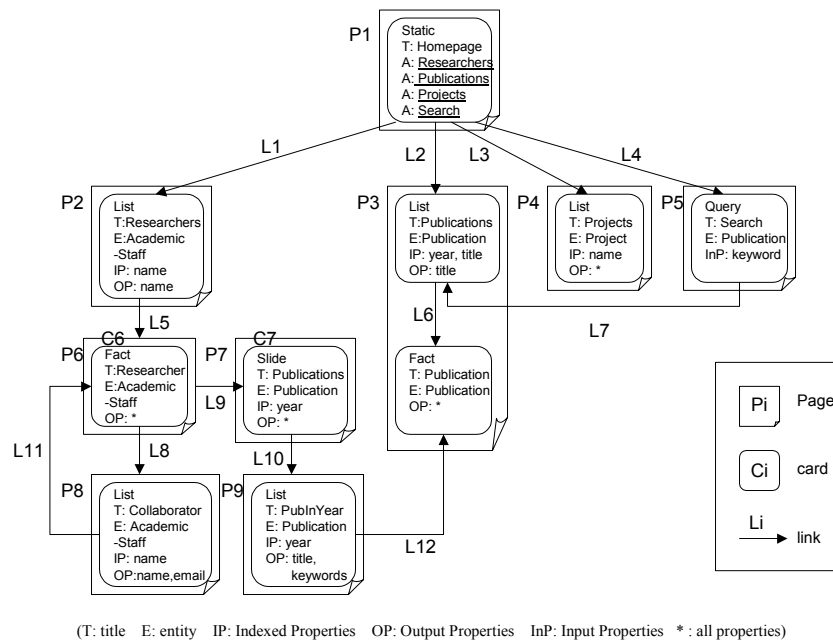 P1
Static
T: Homepage
A: Researchers
A: Publications
A: Projects
A: Search
L1
L2
L3
L4
P2
List
T:Researchers
E:Academic
-Staff
IP: name
OP: name
P3
List
T:Publications
E:Publication
IP: year, title
OP: title
P4
List
T: Projects
E: Project
IP: name
OP: *
P5
Query
T: Search
E: Publication
InP: keyword
L5
L6
L7
P6
C6
Fact
T:Researcher
E:Academic
-Staff
OP: *
P7
C7
Slide
T: Publications
E: Publication
IP: year
OP: *
Fact
T: Publication
E: Publication
OP: *
L9
L11
L8
L10
P8
List
T: Collaborator
E: Academic
-Staff
IP: name
OP:name,email
P9
List
T: PubInYear
E: Publication
IP: year
OP: title,
keywords
L12
Pi
Page
Ci
card
Li
link
(T: title E: entity IP: Indexed Properties OP: Output Properties InP: Input Properties * : all properties)